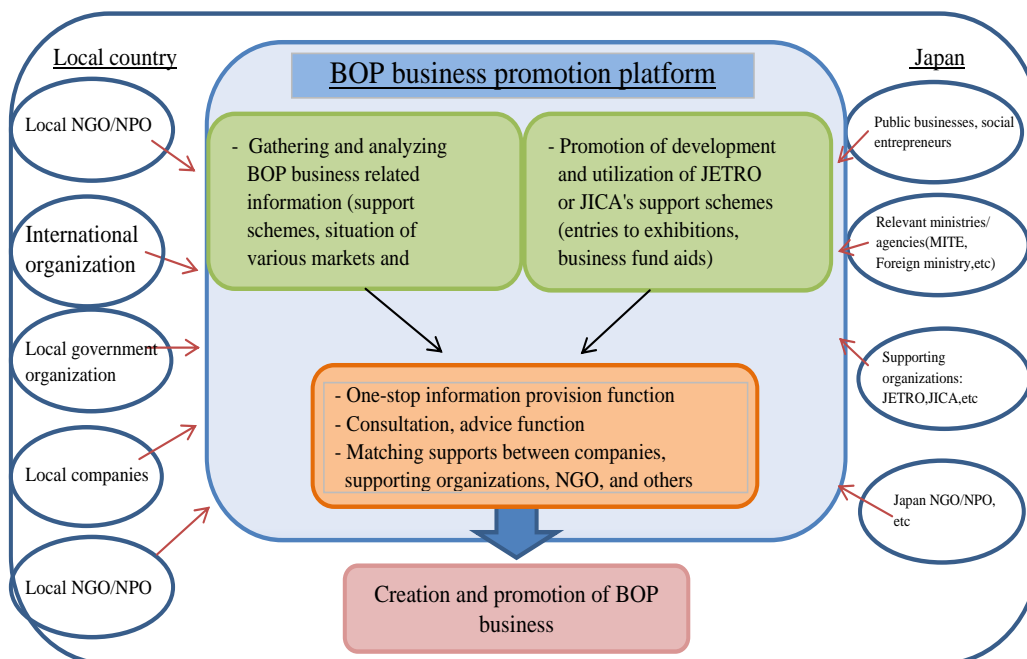 Local country
Local NGO/NPO
International
organization
Local government
organization
Local companies
Local NGO/NPO
BOP business promotion platform
- Gathering and analyzing
BOP business related
information (support
schemes, situation of
various markets and
- Promotion of development
and utilization of JETRO
or JICA's support schemes
(entries to exhibitions,
business fund aids)
- One-stop information provision function
- Consultation, advice function
- Matching supports between companies,
supporting organizations, NGO, and others
Creation and promotion of BOP
business
Japan
Public businesses, social
entrepreneurs
Relevant ministries/
agencies(MITE,
Foreign ministry,etc)
Supporting
organizations:
JETRO,JICA,etc
Japan NGO/NPO,
etc